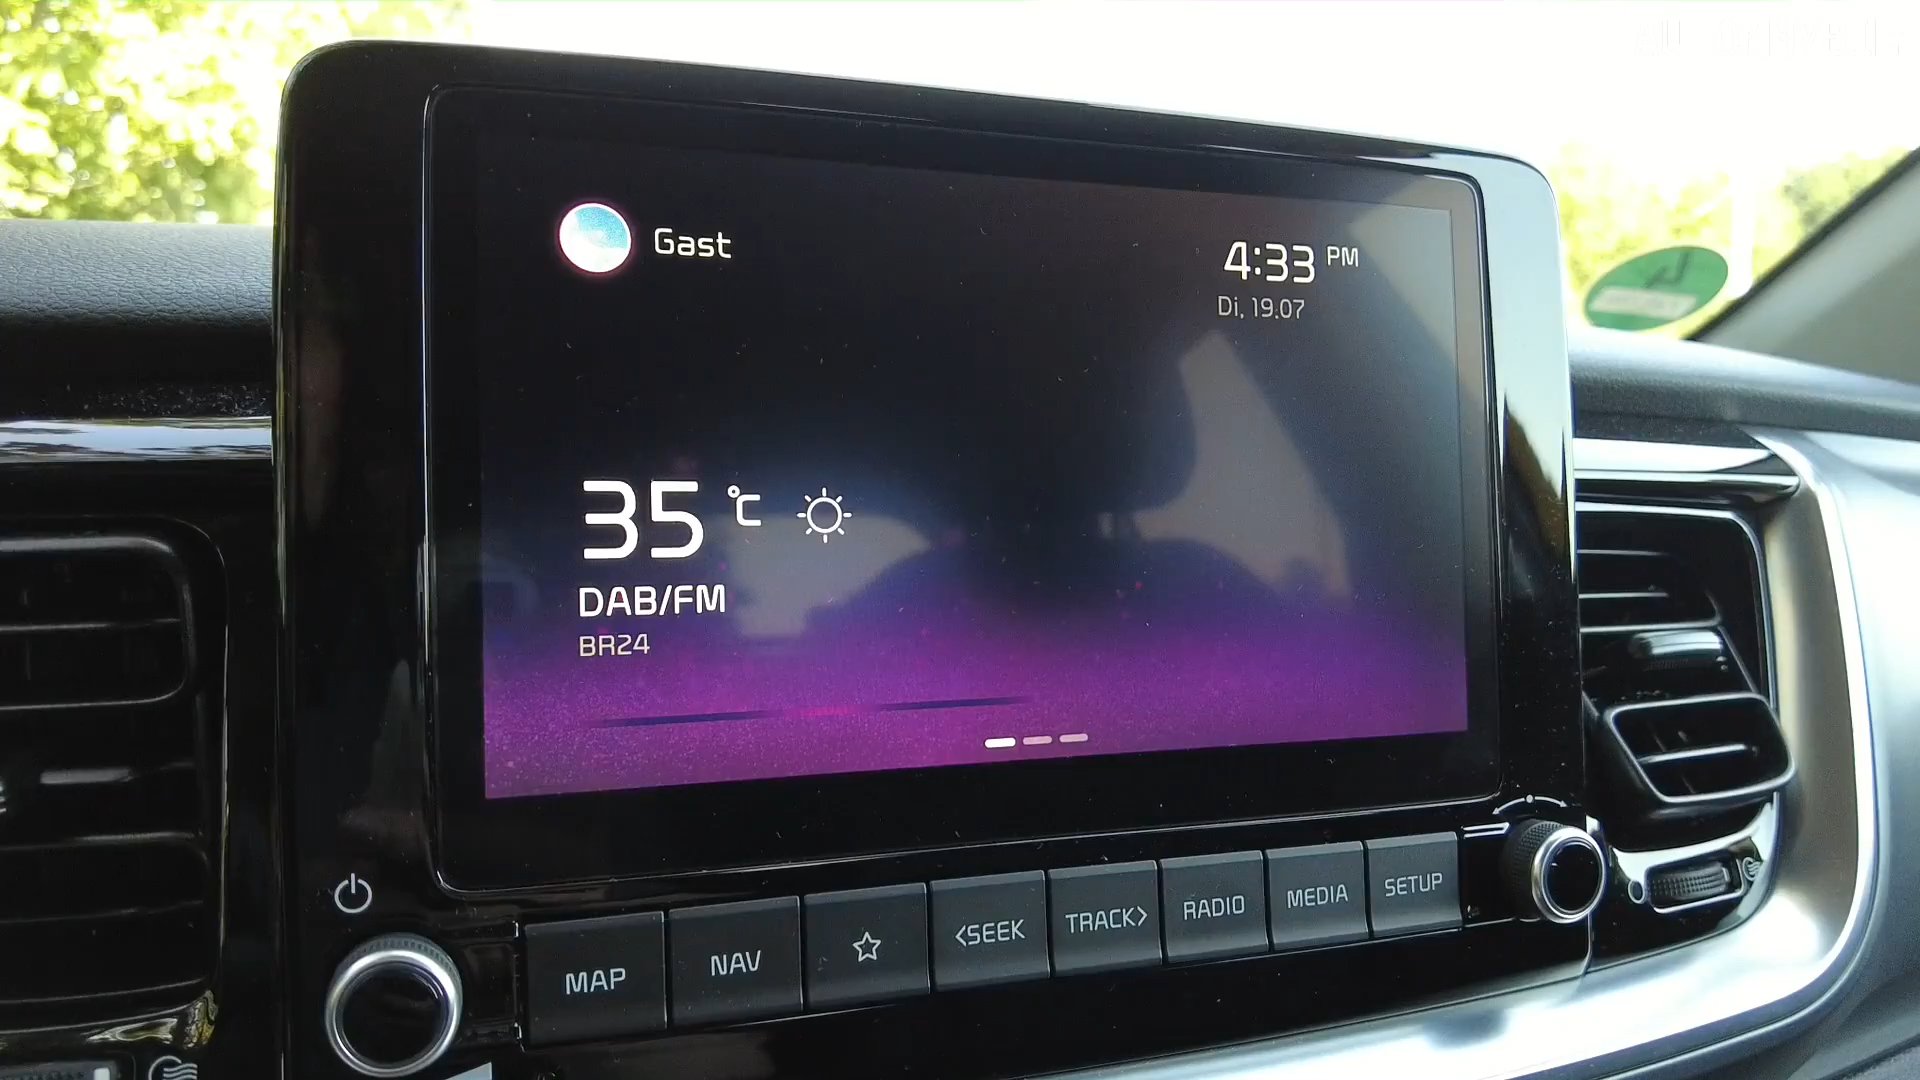 Gast
4:33 PM
Di, 19.07
35 °C
DAB/FM
BR24
MAP
NAV
<SEEK
TRACK>
RADIO
MEDIA
SETUP